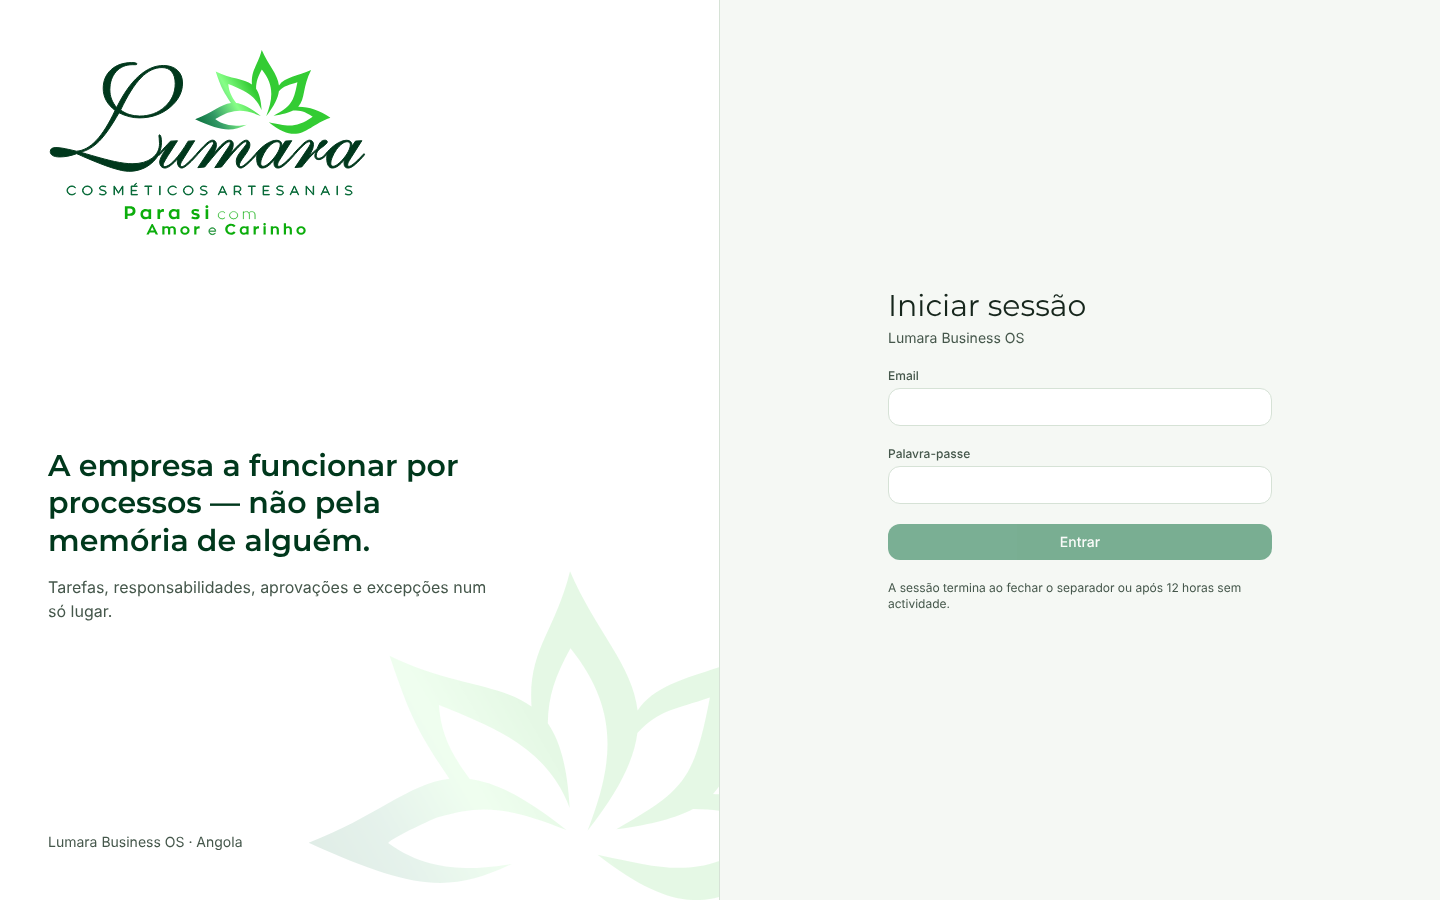 Lumara
COSMÉTICOS ARTESANAIS
Para si com
Amor e Carinho
A empresa a funcionar por
processos — não pela
memória de alguém.
Tarefas, responsabilidades, aprovações e excepções num
só lugar.
Lumara Business OS · Angola
Iniciar sessão
Lumara Business OS
Email
Palavra-passe
Entrar
A sessão termina ao fechar o separador ou após 12 horas sem
actividade.